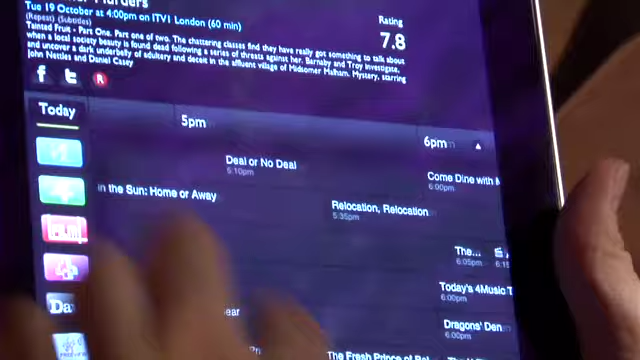 Murders
Rating
Tue 19 October at 4:00pm on ITV1 London (60 min)
(Repeat) (Subtitles)
7.8
Tainted Fruit - Part One. Part one of two. The chattering classes find they have really got something to talk about
when a local society beauty is found dead following a series of threats against her. Barnaby and Troy investigate,
and uncover a dark underbelly of adultery and deceit in the affluent village of Midsomer Malham. Mystery, starring
John Nettles and Daniel Casey
Today
5pm
6pm
Deal or No Deal
5:10pm
Come Dine with
6:00pm
in the Sun: Home or Away
Relocation, Relocation
5:35pm
The...
6:05pm
6:15
Today's 4Music
6:00pm
Dragons' Den
6:00pm
The Fresh Prince of